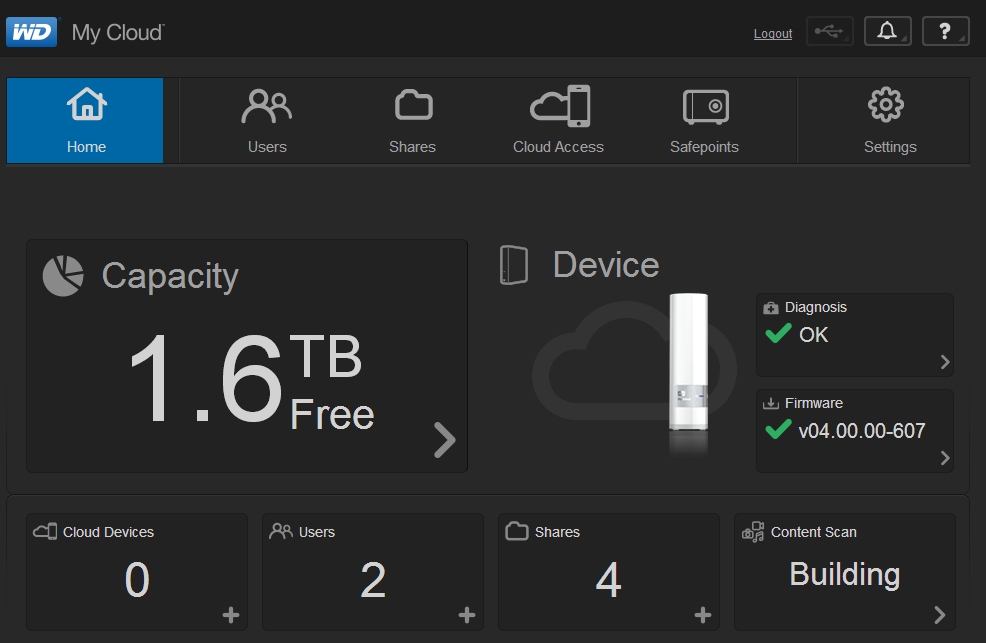 WD My Cloud
Logout
?
Home
Users
Shares
Cloud Access
Safepoints
Settings
Capacity
1.6 TB
Free
Device
Diagnosis
OK
Firmware
v04.00.00-607
Cloud Devices
0
Users
2
Shares
4
Content Scan
Building